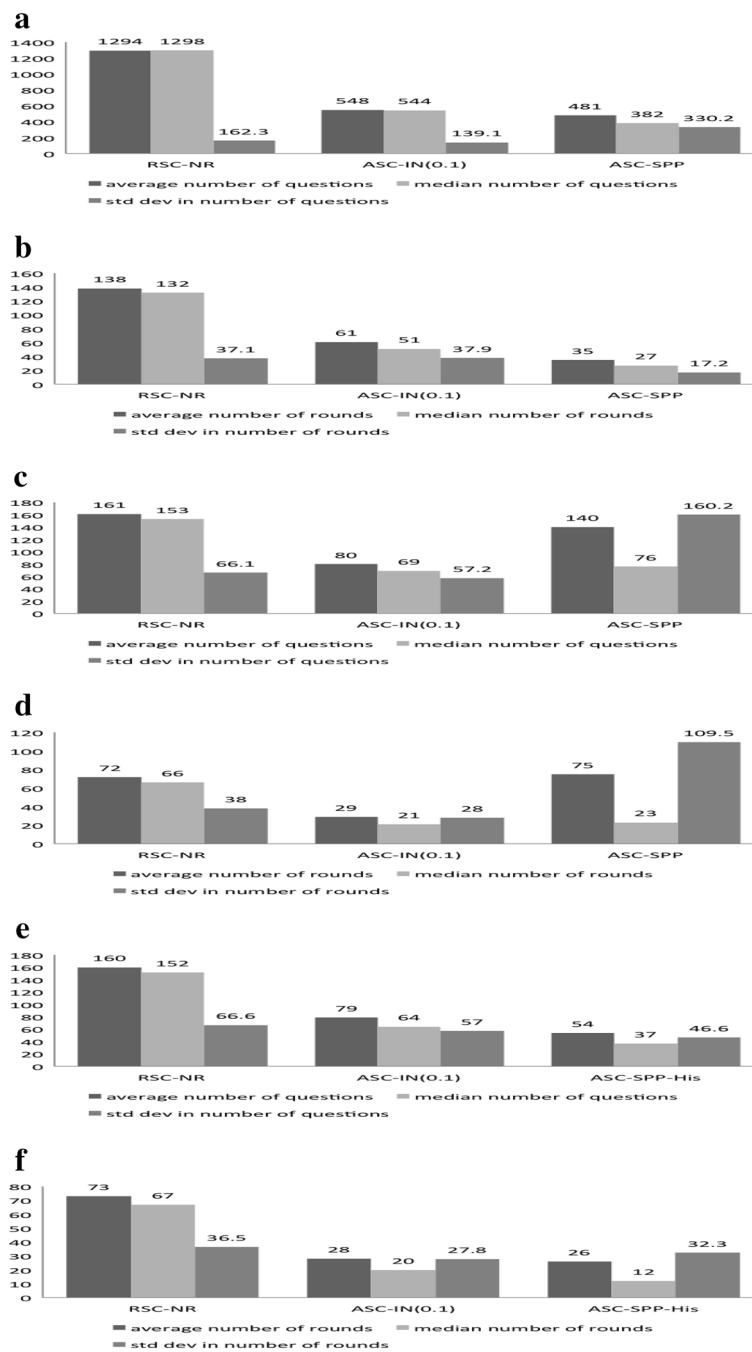 a
1294 1298
1400
1200
1000
800
600
400
200
0
162.3
548 544
139.1
481 382 330.2
RSC-NR ASC-IN(0.1) ASC-SPP
average number of questions median number of questions
std dev in number of questions
b
160
140
120
100
80
60
40
20
0
138 132
37.1
61 51 37.9
35 27 17.2
RSC-NR ASC-IN(0.1) ASC-SPP
average number of rounds median number of rounds
std dev in number of rounds
c
180
160
140
120
100
80
60
40
20
0
161 153
66.1
80 69 57.2
140 76 160.2
RSC-NR ASC-IN(0.1) ASC-SPP
average number of questions median number of questions
std dev in number of questions
d
120
100
80
60
40
20
0
72 66 38
29 21 28
75 23 109.5
RSC-NR ASC-IN(0.1) ASC-SPP
average number of rounds median number of rounds
std dev in number of rounds
e
180
160
140
120
100
80
60
40
20
0
160 152
66.6
79 64 57
54 37 46.6
RSC-NR ASC-IN(0.1) ASC-SPP-His
average number of questions median number of questions
std dev in number of questions
f
80
70
60
50
40
30
20
10
0
73 67
36.5
28 20 27.8
26 12 32.3
RSC-NR ASC-IN(0.1) ASC-SPP-His
average number of rounds median number of rounds
std dev in number of rounds